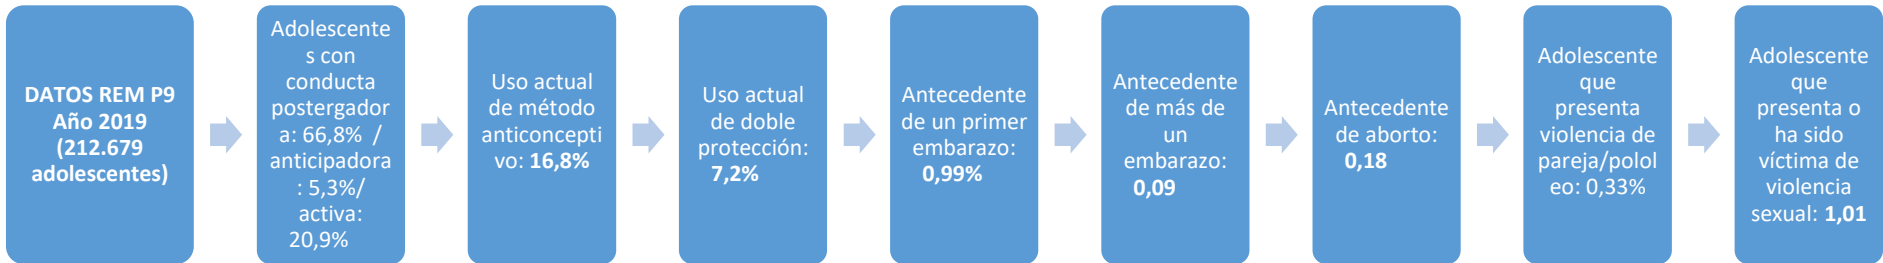 DATOS REM P9
Año 2019
(212.679
adolescentes)
Adolescente
s con
conducta
postergador
a: 66,8% /
anticipadora
: 5,3%/
activa:
20,9%
Uso actual
de método
anticoncepti
vo: 16,8%
Uso actual
de doble
protección:
7,2%
Antecedente
de un primer
embarazo:
0,99%
Antecedente
de más de
un
embarazo:
0,09
Antecedente
de aborto:
0,18
Adolescente
que
presenta
violencia de
pareja/polol
eo: 0,33%
Adolescente
que
presenta o
ha sido
víctima de
violencia
sexual: 1,01